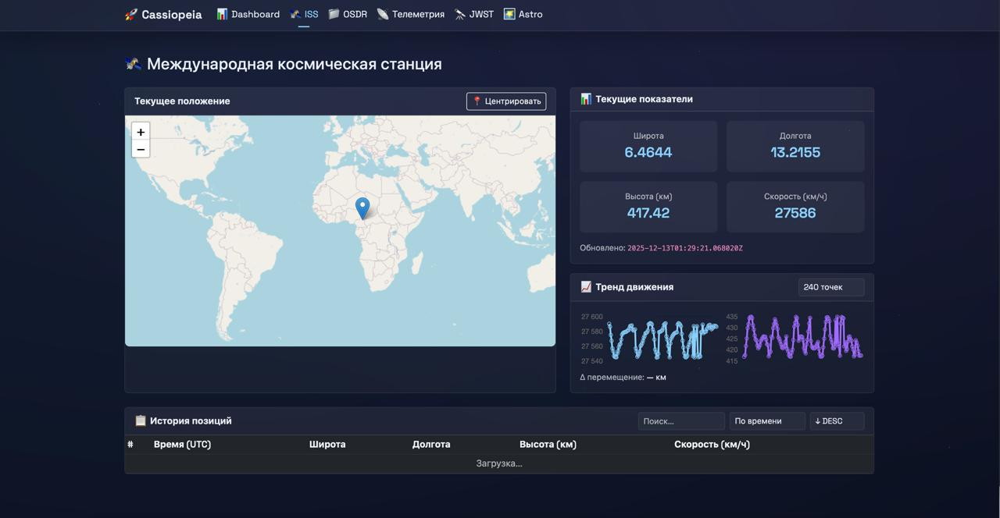 Cassiopeia Dashboard ISS OSDR Телеметрия JWST Astro
Международная космическая станция
Текущее положение
Центрировать
+
−
Текущие показатели
Широта
6.4644
Долгота
13.2155
Высота (км)
417.42
Скорость (км/ч)
27586
Обновлено: 2025-12-13T01:29:21.068020Z
Тренд движения
240 точек
27 600
27 580
27 560
27 540
435
430
425
420
415
Δ перемещение: — км
История позиций
Поиск...
По времени
↓ DESC
# Время (UTC) Широта Долгота Высота (км) Скорость (км/ч)
Загрузка...